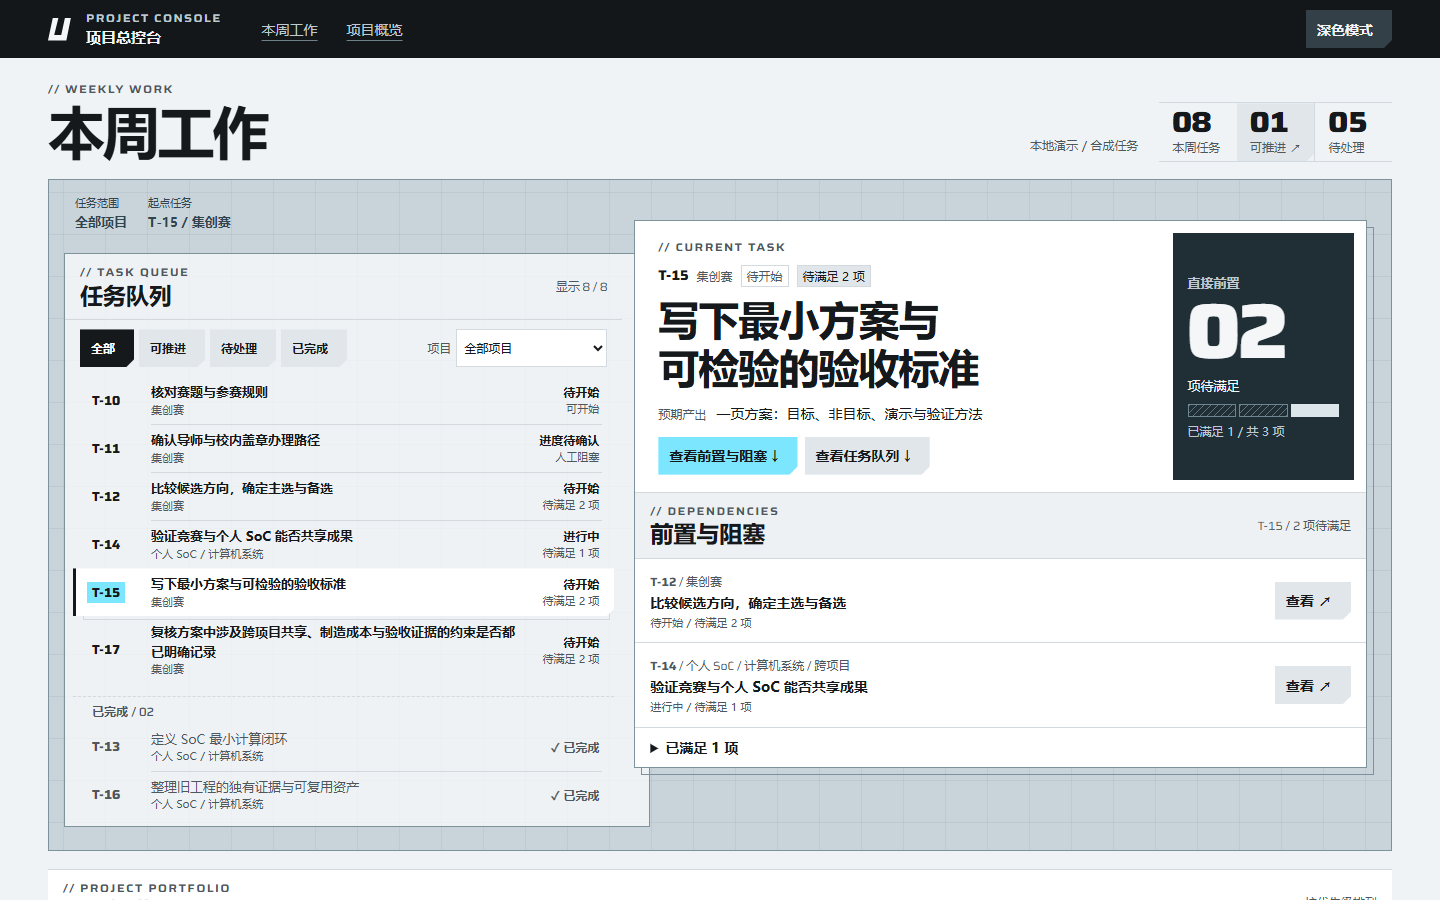 PROJECT CONSOLE
项目总控台
本周工作
项目概览
深色模式
// WEEKLY WORK
本周工作
本地演示 / 合成任务
08
本周任务
01
可推进 ↗
05
待处理
任务范围
全部项目
起点任务
T-15 / 集创赛
// TASK QUEUE
任务队列
显示 8 / 8
全部
可推进
待处理
已完成
项目
全部项目
T-10
核对赛题与参赛规则
集创赛
待开始
可开始
T-11
确认导师与校内盖章办理路径
集创赛
进度待确认
人工阻塞
T-12
比较候选方向，确定主选与备选
集创赛
待开始
待满足 2 项
T-14
验证竞赛与个人 SoC 能否共享成果
个人 SoC / 计算机系统
进行中
待满足 1 项
T-15
写下最小方案与可检验的验收标准
集创赛
待开始
待满足 2 项
T-17
复核方案中涉及跨项目共享、制造成本与验收证据的约束是否都
已明确记录
集创赛
待开始
待满足 2 项
已完成 / 02
T-13
定义 SoC 最小计算闭环
个人 SoC / 计算机系统
✓ 已完成
T-16
整理旧工程的独有证据与可复用资产
个人 SoC / 计算机系统
✓ 已完成
// CURRENT TASK
T-15 集创赛 待开始 待满足 2 项
写下最小方案与
可检验的验收标准
预期产出 一页方案：目标、非目标、演示与验证方法
查看前置与阻塞 ↓
查看任务队列 ↓
直接前置
02
项待满足
已满足 1 / 共 3 项
// DEPENDENCIES
前置与阻塞
T-15 / 2 项待满足
T-12 / 集创赛
比较候选方向，确定主选与备选
待开始 / 待满足 2 项
查看 ↗
T-14 / 个人 SoC / 计算机系统 / 跨项目
验证竞赛与个人 SoC 能否共享成果
进行中 / 待满足 1 项
查看 ↗
▶ 已满足 1 项
// PROJECT PORTFOLIO